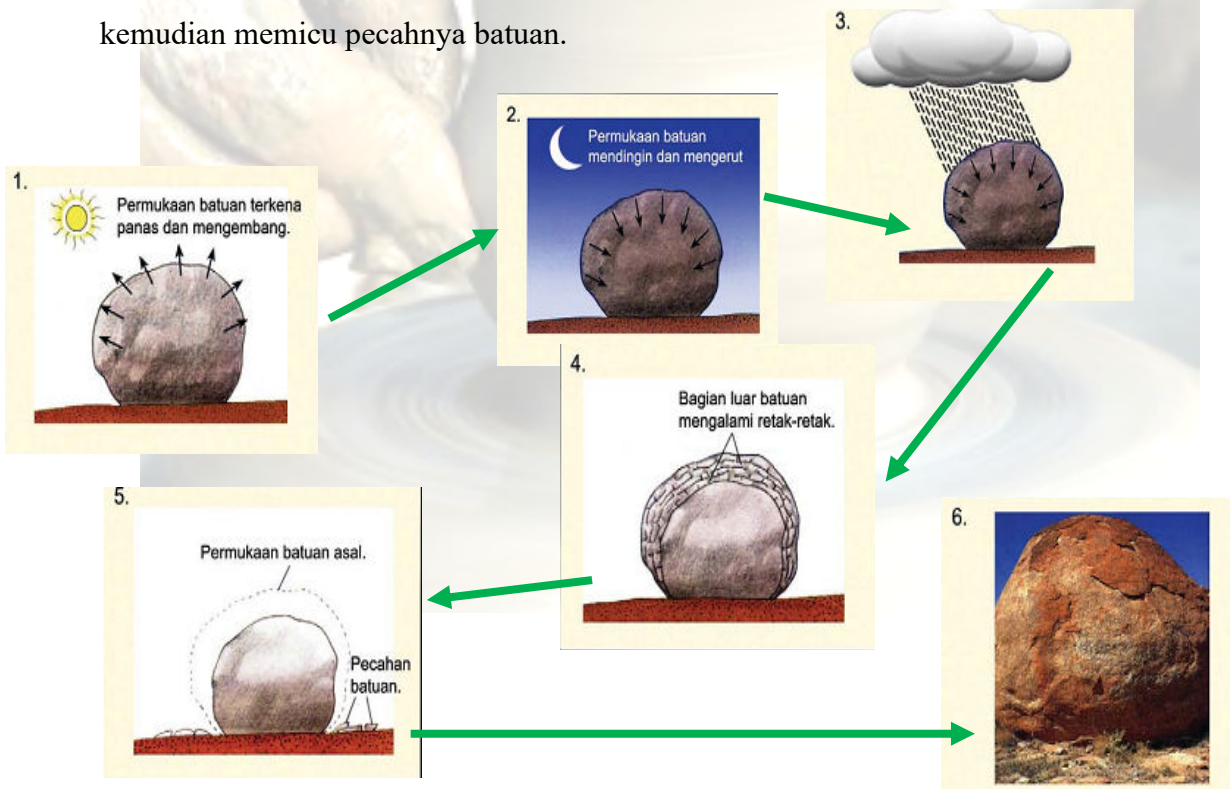 kemudian memicu pecahnya batuan.
1.
Permukaan batuan terkena
panas dan mengembang.
2.
Permukaan batuan
mendingin dan mengerut
3.
4.
Bagian luar batuan
mengalami retak-retak.
5.
Permukaan batuan asal.
Pecahan
batuan.
6.